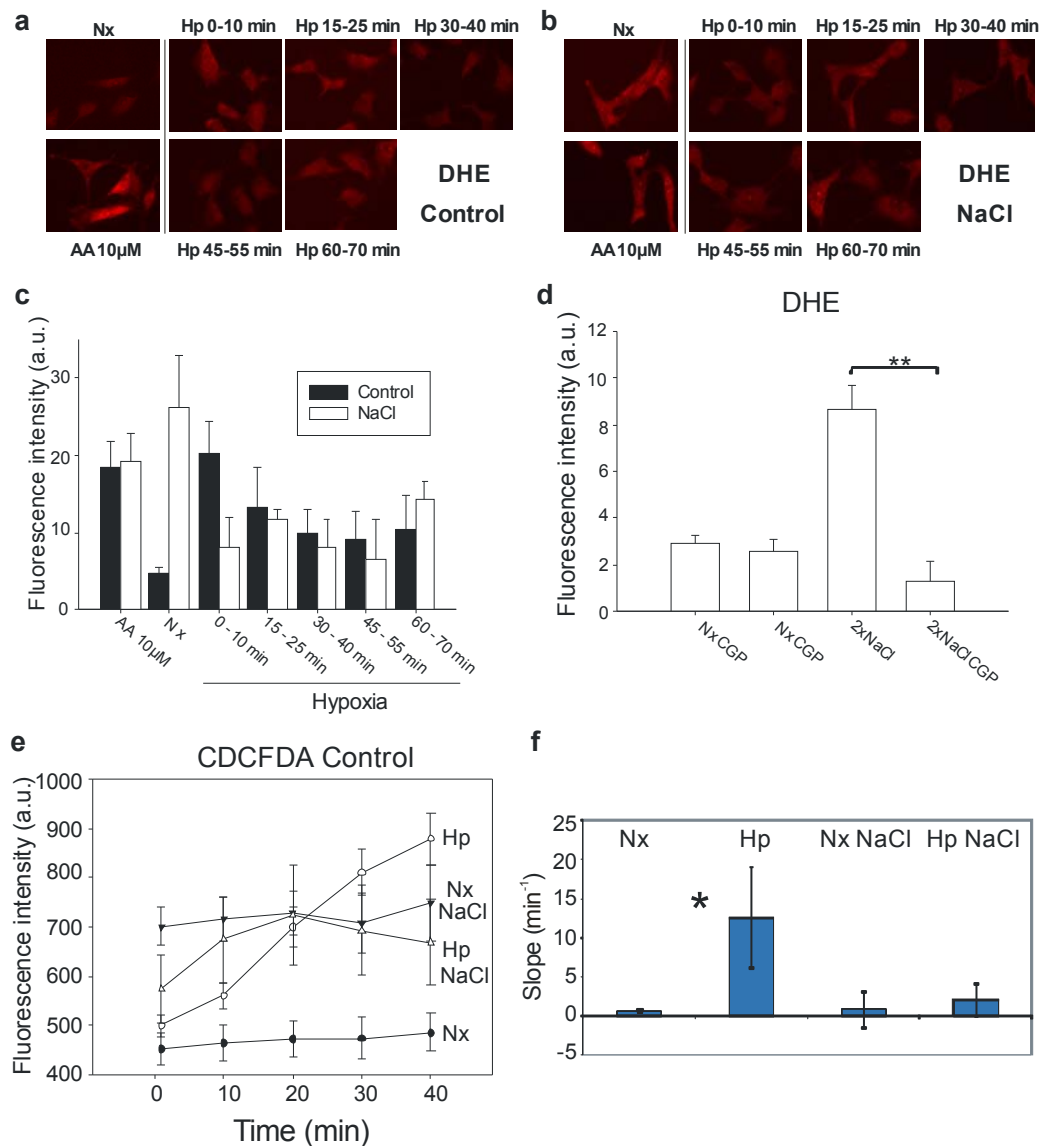 a
Nx
Hp 0-10 min
Hp 15-25 min
Hp 30-40 min
DHE
Control
AA 10µM
Hp 45-55 min
Hp 60-70 min
b
Nx
Hp 0-10 min
Hp 15-25 min
Hp 30-40 min
DHE
NaCl
AA 10µM
Hp 45-55 min
Hp 60-70 min
c
Fluorescence intensity (a.u.)
30
20
10
0
Control
NaCl
AA 10µM
Nx
0 - 10 min
15 - 25 min
30 - 40 min
45 - 55 min
60 - 70 min
Hypoxia
d
DHE
Fluorescence intensity (a.u.)
12
10
8
6
4
2
0
**
NxCGP
NxCGP
2xNaCl
2xNaClCGP
e
CDCFDA Control
Fluorescence intensity (a.u.)
1000
900
800
700
600
500
400
Hp
Nx
NaCl
Hp
NaCl
Nx
0
10
20
30
40
Time (min)
f
Slope (min⁻¹)
25
20
15
10
5
0
-5
Nx
Hp
Nx NaCl
Hp NaCl
*